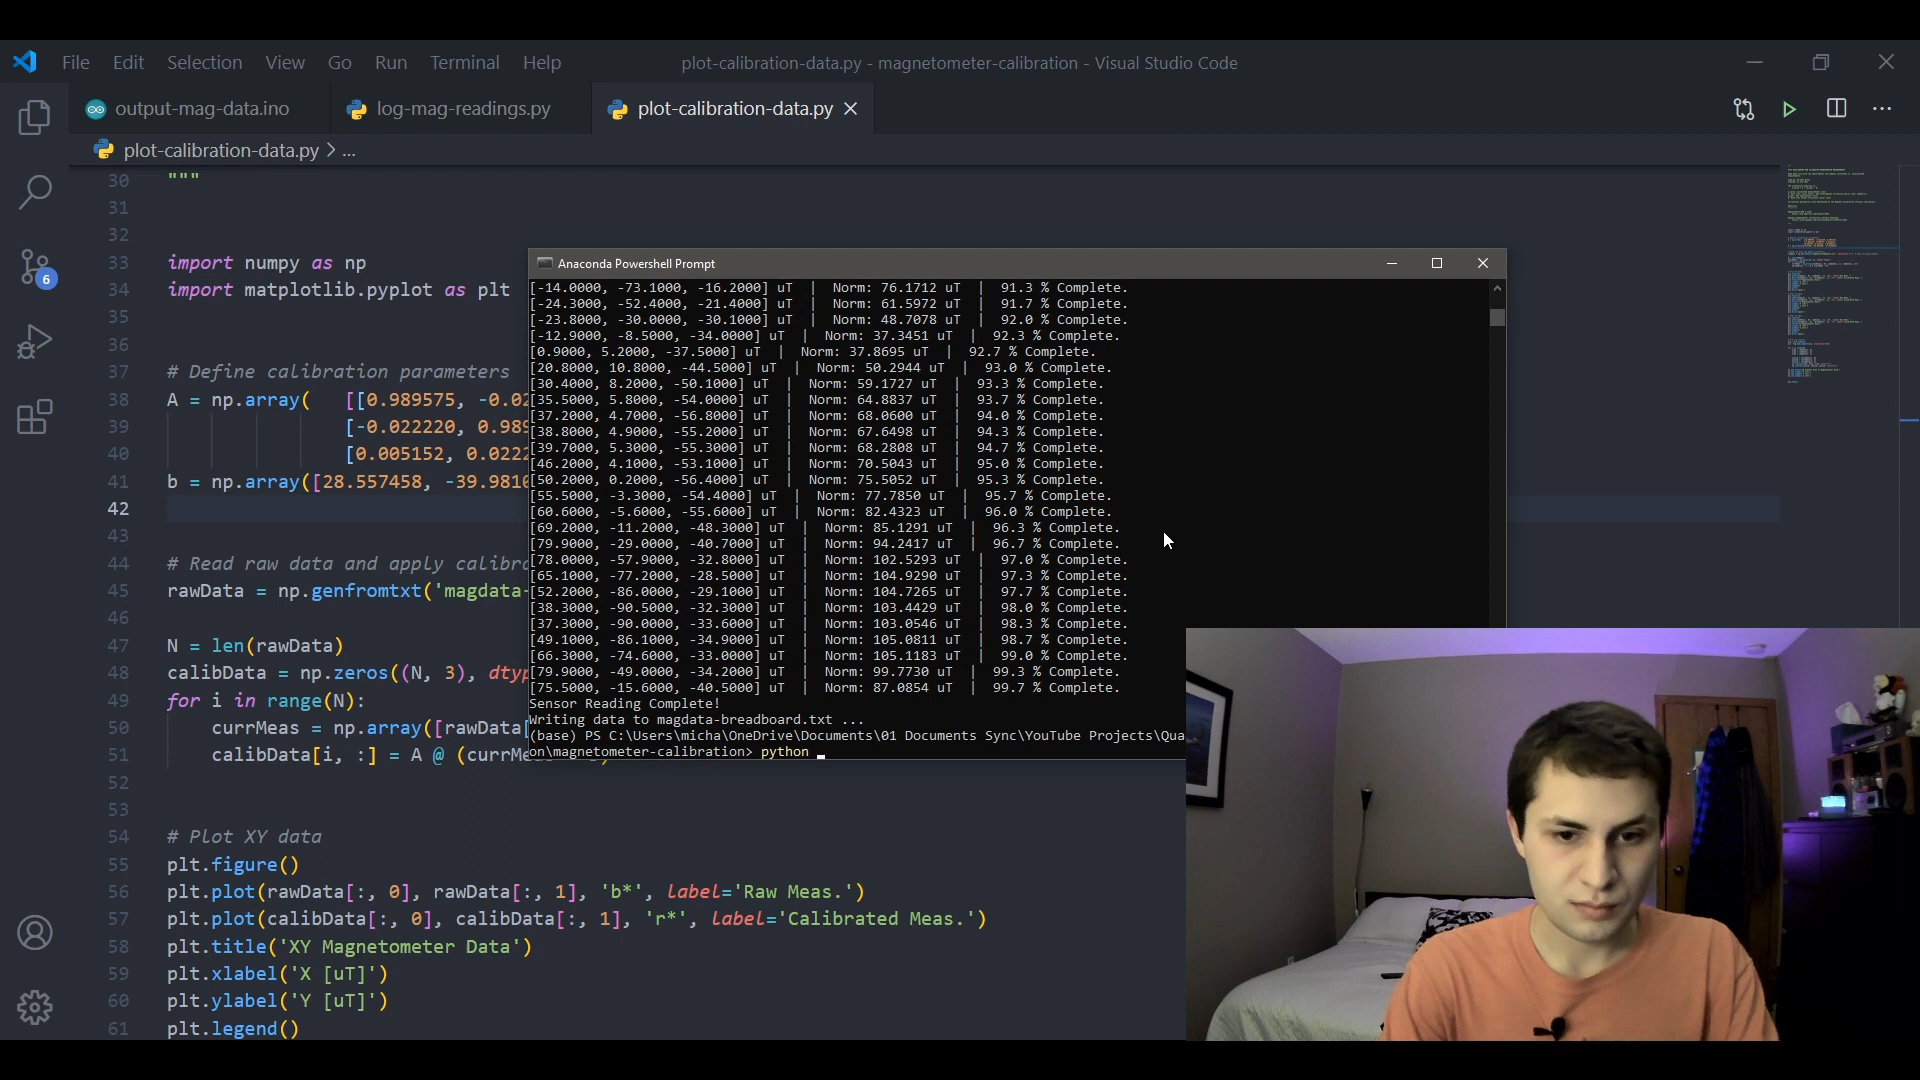 File Edit Selection View Go Run Terminal Help
plot-calibration-data.py - magnetometer-calibration - Visual Studio Code
output-mag-data.ino
log-mag-readings.py
plot-calibration-data.py
plot-calibration-data.py > ...
6
30 """
31
32
33 import numpy as np
34 import matplotlib.pyplot as plt
35
36
37 # Define calibration parameters
38 A = np.array( [[0.989575, -0.02
39 [-0.022220, 0.989
40 [0.005152, 0.0222
41 b = np.array([28.557458, -39.9810
42
43
44 # Read raw data and apply calibra
45 rawData = np.genfromtxt('magdata-
46
47 N = len(rawData)
48 calibData = np.zeros((N, 3), dtyp
49 for i in range(N):
50 currMeas = np.array([rawData[
51 calibData[i, :] = A @ (currMe
52
53
54 # Plot XY data
55 plt.figure()
56 plt.plot(rawData[:, 0], rawData[:, 1], 'b*', label='Raw Meas.')
57 plt.plot(calibData[:, 0], calibData[:, 1], 'r*', label='Calibrated Meas.')
58 plt.title('XY Magnetometer Data')
59 plt.xlabel('X [uT]')
60 plt.ylabel('Y [uT]')
61 plt.legend()
Anaconda Powershell Prompt
[-14.0000, -73.1000, -16.2000] uT | Norm: 76.1712 uT | 91.3 % Complete.
[-24.3000, -52.4000, -21.4000] uT | Norm: 61.5972 uT | 91.7 % Complete.
[-23.8000, -30.0000, -30.1000] uT | Norm: 48.7078 uT | 92.0 % Complete.
[-12.9000, -8.5000, -34.0000] uT | Norm: 37.3451 uT | 92.3 % Complete.
[0.9000, 5.2000, -37.5000] uT | Norm: 37.8695 uT | 92.7 % Complete.
[20.8000, 10.8000, -44.5000] uT | Norm: 50.2944 uT | 93.0 % Complete.
[30.4000, 8.2000, -50.1000] uT | Norm: 59.1727 uT | 93.3 % Complete.
[35.5000, 5.8000, -54.0000] uT | Norm: 64.8837 uT | 93.7 % Complete.
[37.2000, 4.7000, -56.8000] uT | Norm: 68.0600 uT | 94.0 % Complete.
[38.8000, 4.9000, -55.2000] uT | Norm: 67.6498 uT | 94.3 % Complete.
[39.7000, 5.3000, -55.3000] uT | Norm: 68.2808 uT | 94.7 % Complete.
[46.2000, 4.1000, -53.1000] uT | Norm: 70.5043 uT | 95.0 % Complete.
[50.2000, 0.2000, -56.4000] uT | Norm: 75.5052 uT | 95.3 % Complete.
[55.5000, -3.3000, -54.4000] uT | Norm: 77.7850 uT | 95.7 % Complete.
[60.6000, -5.6000, -55.6000] uT | Norm: 82.4323 uT | 96.0 % Complete.
[69.2000, -11.2000, -48.3000] uT | Norm: 85.1291 uT | 96.3 % Complete.
[79.9000, -29.0000, -40.7000] uT | Norm: 94.2417 uT | 96.7 % Complete.
[78.0000, -57.9000, -32.8000] uT | Norm: 102.5293 uT | 97.0 % Complete.
[65.1000, -77.2000, -28.5000] uT | Norm: 104.9290 uT | 97.3 % Complete.
[52.2000, -86.0000, -29.1000] uT | Norm: 104.7265 uT | 97.7 % Complete.
[38.3000, -90.5000, -32.3000] uT | Norm: 103.4429 uT | 98.0 % Complete.
[37.3000, -90.0000, -33.6000] uT | Norm: 103.0546 uT | 98.3 % Complete.
[49.1000, -86.1000, -34.9000] uT | Norm: 105.0811 uT | 98.7 % Complete.
[66.3000, -74.6000, -33.0000] uT | Norm: 105.1183 uT | 99.0 % Complete.
[79.9000, -49.0000, -34.2000] uT | Norm: 99.7730 uT | 99.3 % Complete.
[75.5000, -15.6000, -40.5000] uT | Norm: 87.0854 uT | 99.7 % Complete.
Sensor Reading Complete!
Writing data to magdata-breadboard.txt ...
(base) PS C:\Users\micha\OneDrive\Documents\01 Documents Sync\YouTube Projects\Qua
on\magnetometer-calibration> python